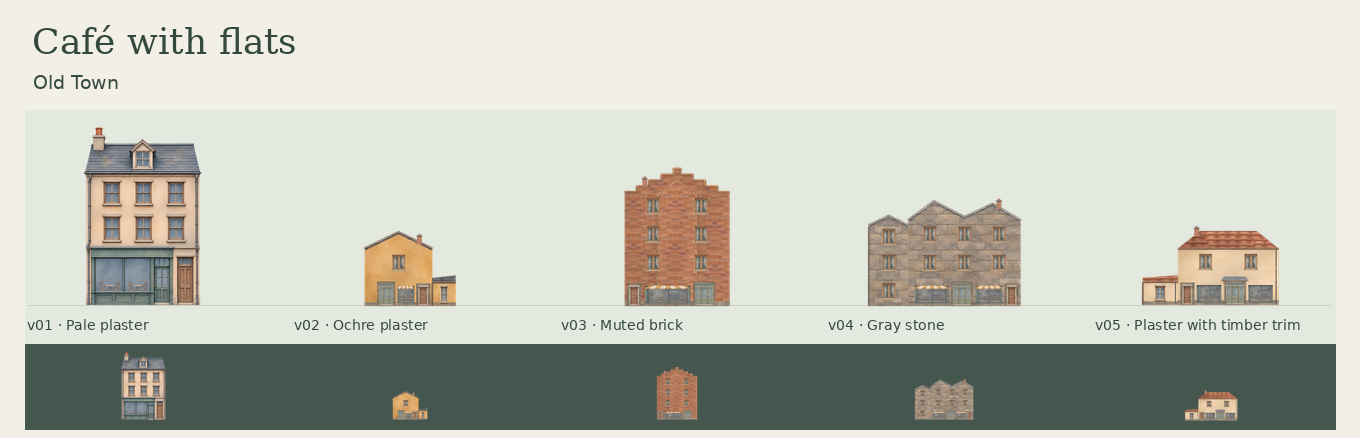 Café with flats
Old Town
v01 · Pale plaster
v02 · Ochre plaster
v03 · Muted brick
v04 · Gray stone
v05 · Plaster with timber trim